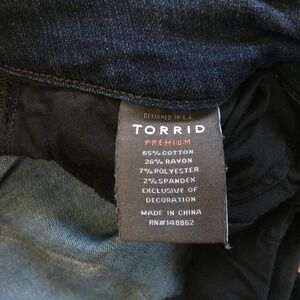 DESIGNED IN L.A.
TORRID
PREMIUM
65% COTTON
26% RAYON
7% POLYESTER
2% SPANDEX
EXCLUSIVE OF
DECORATION
MADE IN CHINA
RN#148862